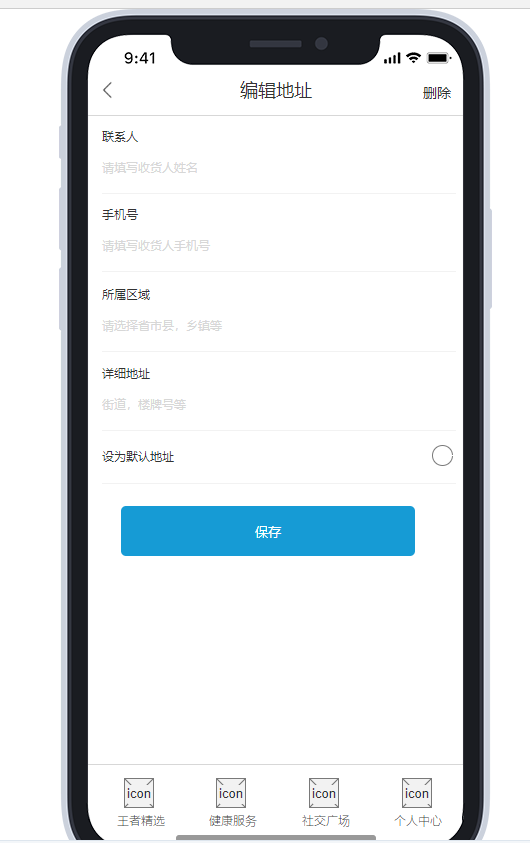 9:41
编辑地址 删除
联系人
请填写收货人姓名
手机号
请填写收货人手机号
所属区域
请选择省市县，乡镇等
详细地址
街道，楼牌号等
设为默认地址
保存
icon icon icon icon
王者精选 健康服务 社交广场 个人中心